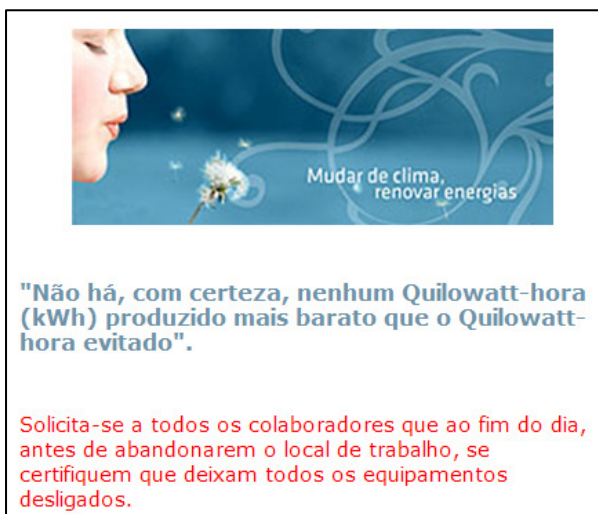 Mudar de clima,
renovar energias
"Não há, com certeza, nenhum Quilowatt-hora
(kWh) produzido mais barato que o Quilowatt-
hora evitado".
Solicita-se a todos os colaboradores que ao fim do dia,
antes de abandonarem o local de trabalho, se
certifiquem que deixam todos os equipamentos
desligados.